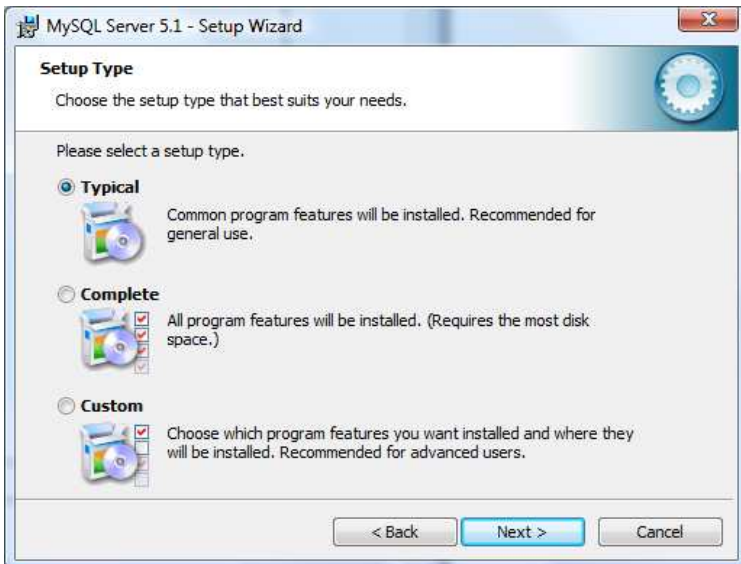 MySQL Server 5.1 - Setup Wizard
Setup Type
Choose the setup type that best suits your needs.
Please select a setup type.
Typical
Common program features will be installed. Recommended for
general use.
Complete
All program features will be installed. (Requires the most disk
space.)
Custom
Choose which program features you want installed and where they
will be installed. Recommended for advanced users.
< Back
Next >
Cancel